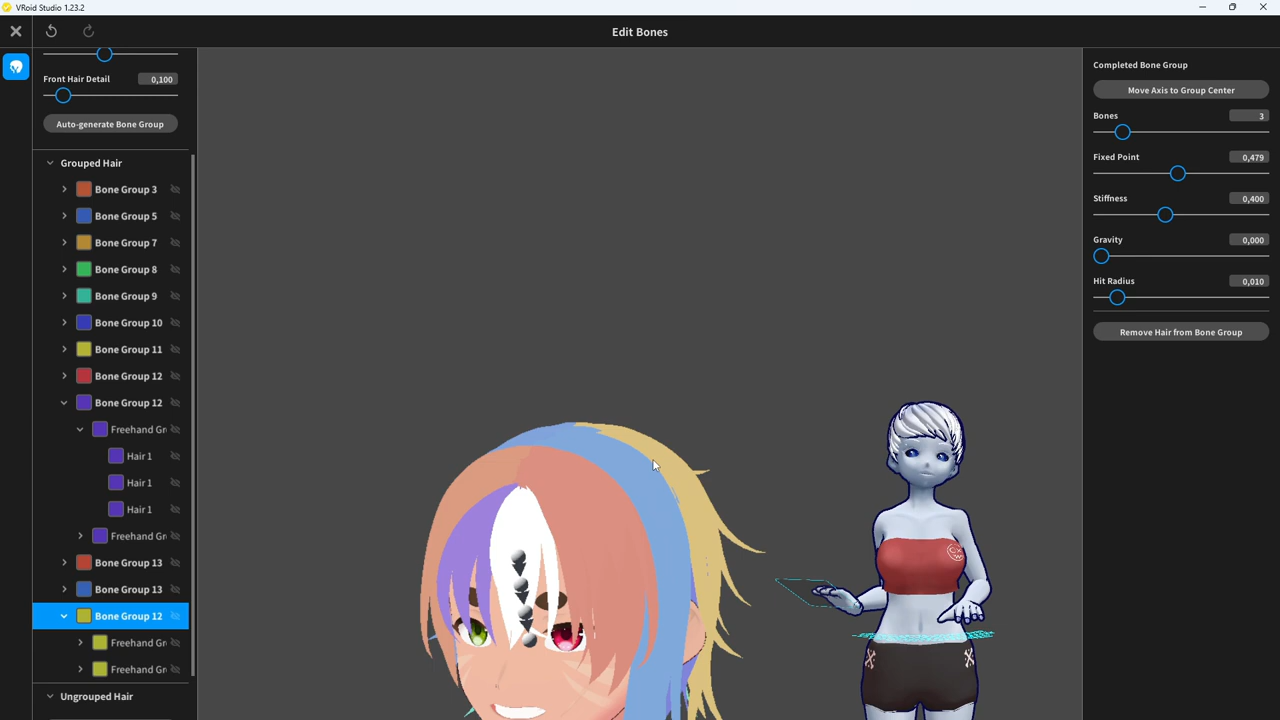 VRoid Studio 1.23.2
Edit Bones
Front Hair Detail 0,100
Auto-generate Bone Group
Grouped Hair
Bone Group 3
Bone Group 5
Bone Group 7
Bone Group 8
Bone Group 9
Bone Group 10
Bone Group 11
Bone Group 12
Bone Group 12
Freehand Gr
Hair 1
Hair 1
Hair 1
Freehand Gr
Bone Group 13
Bone Group 13
Bone Group 12
Freehand Gr
Freehand Gr
Ungrouped Hair
Completed Bone Group
Move Axis to Group Center
Bones 3
Fixed Point 0,479
Stiffness 0,400
Gravity 0,000
Hit Radius 0,010
Remove Hair from Bone Group